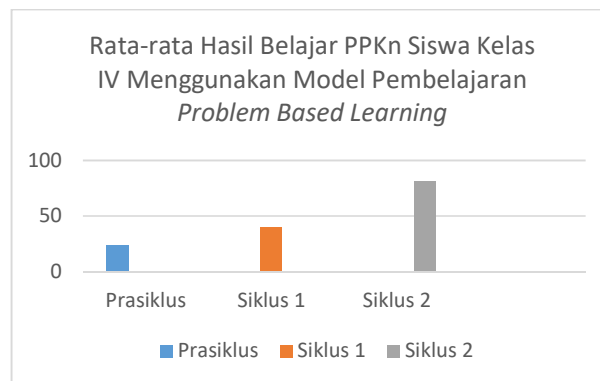 Rata-rata Hasil Belajar PPKn Siswa Kelas
IV Menggunakan Model Pembelajaran
Problem Based Learning
100
50
0
Prasiklus Siklus 1 Siklus 2
Prasiklus Siklus 1 Siklus 2